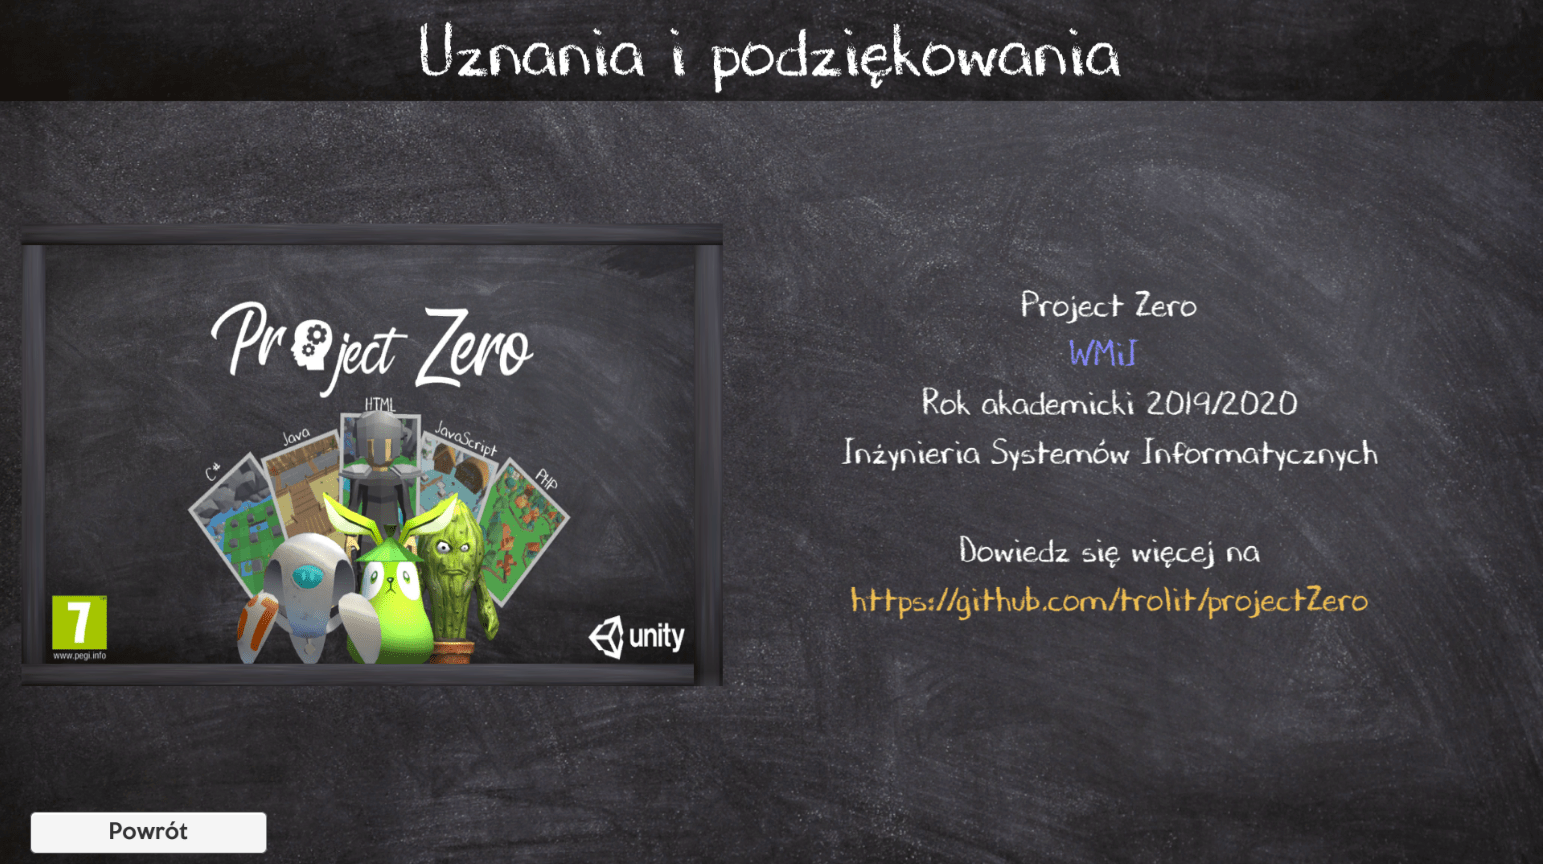 Uznania i podziękowania
Project Zero
HTML
Java
JavaScript
C#
PHP
7
www.pegi.info
unity
Project Zero
WMiI
Rok akademicki 2019/2020
Inżynieria Systemów Informatycznych
Dowiedz się więcej na
https://github.com/trolit/projectZero
Powrót